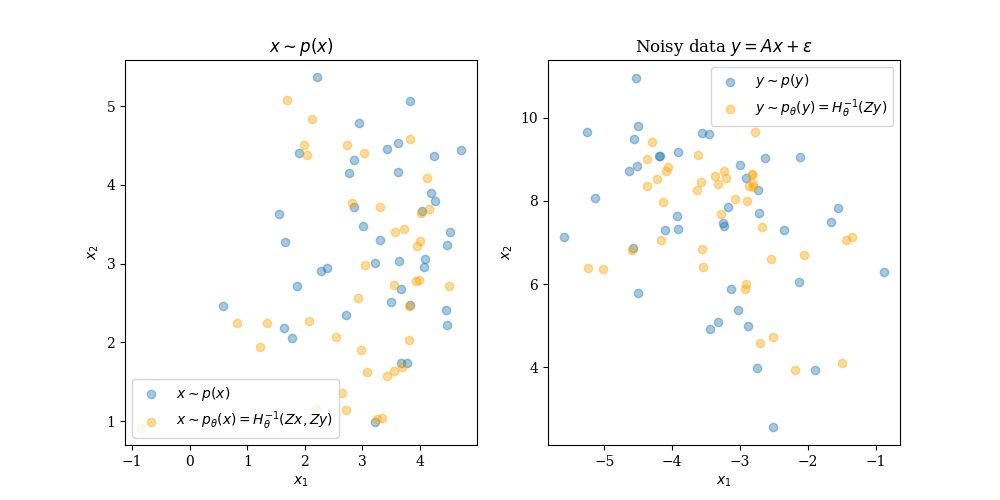 x ∼ p(x)
5
4
3
2
1
x₂
−1
0
1
2
3
4
x₁
x ∼ p(x)
x ∼ p_θ(x) = H_θ^{−1}(Zx, Zy)
Noisy data y = Ax + ε
10
8
6
4
x₂
−5
−4
−3
−2
−1
x₁
y ∼ p(y)
y ∼ p_θ(y) = H_θ^{−1}(Zy)